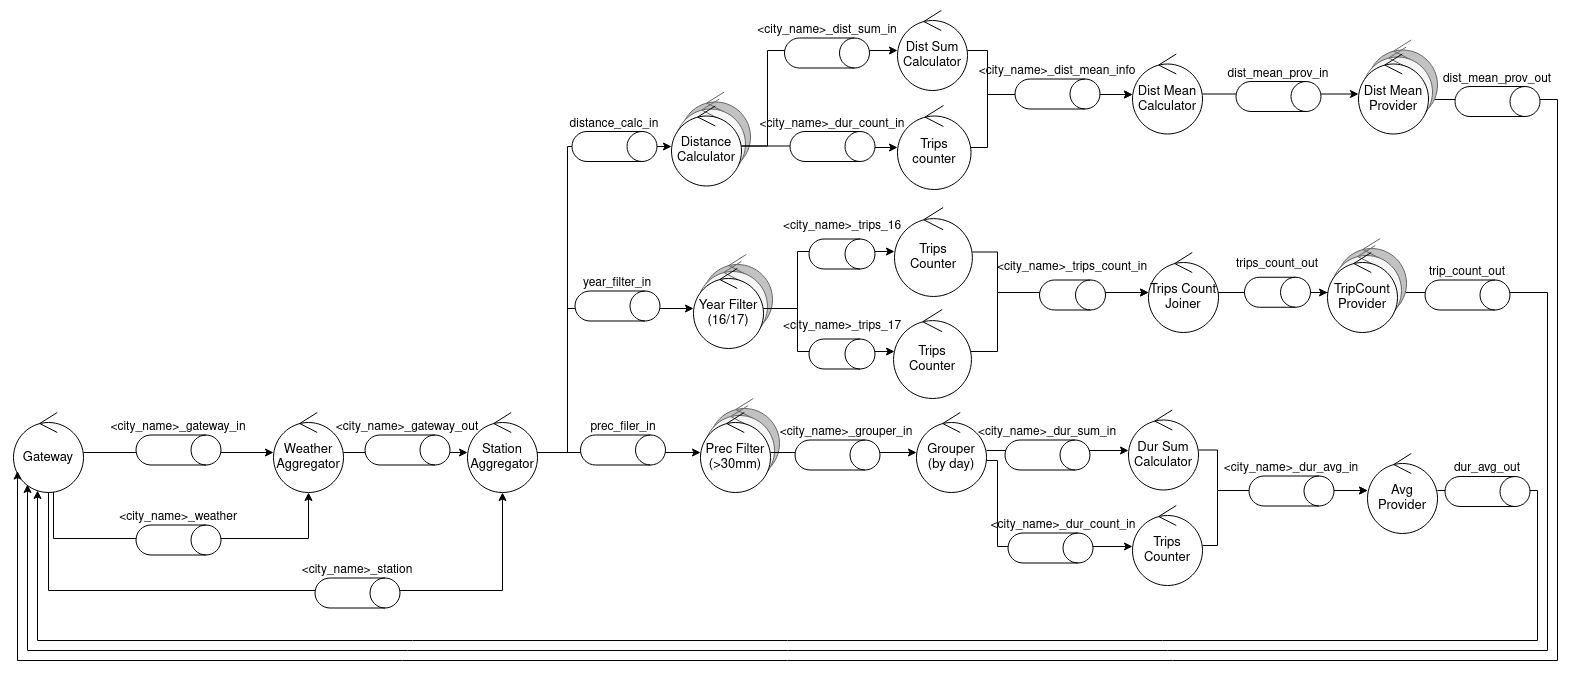 <city_name>_dist_sum_in
Dist Sum
Calculator
<city_name>_dist_mean_info
Dist Mean
Calculator
dist_mean_prov_in
Dist Mean
Provider
dist_mean_prov_out
distance_calc_in
Distance
Calculator
<city_name>_dur_count_in
Trips
counter
year_filter_in
Year Filter
(16/17)
<city_name>_trips_16
Trips
Counter
<city_name>_trips_17
Trips
Counter
<city_name>_trips_count_in
Trips Count
Joiner
trips_count_out
TripCount
Provider
trip_count_out
Gateway
<city_name>_gateway_in
Weather
Aggregator
<city_name>_gateway_out
Station
Aggregator
prec_filer_in
Prec Filter
(>30mm)
<city_name>_grouper_in
Grouper
(by day)
<city_name>_dur_sum_in
Dur Sum
Calculator
<city_name>_dur_count_in
Trips
Counter
<city_name>_dur_avg_in
Avg
Provider
dur_avg_out
<city_name>_weather
<city_name>_station